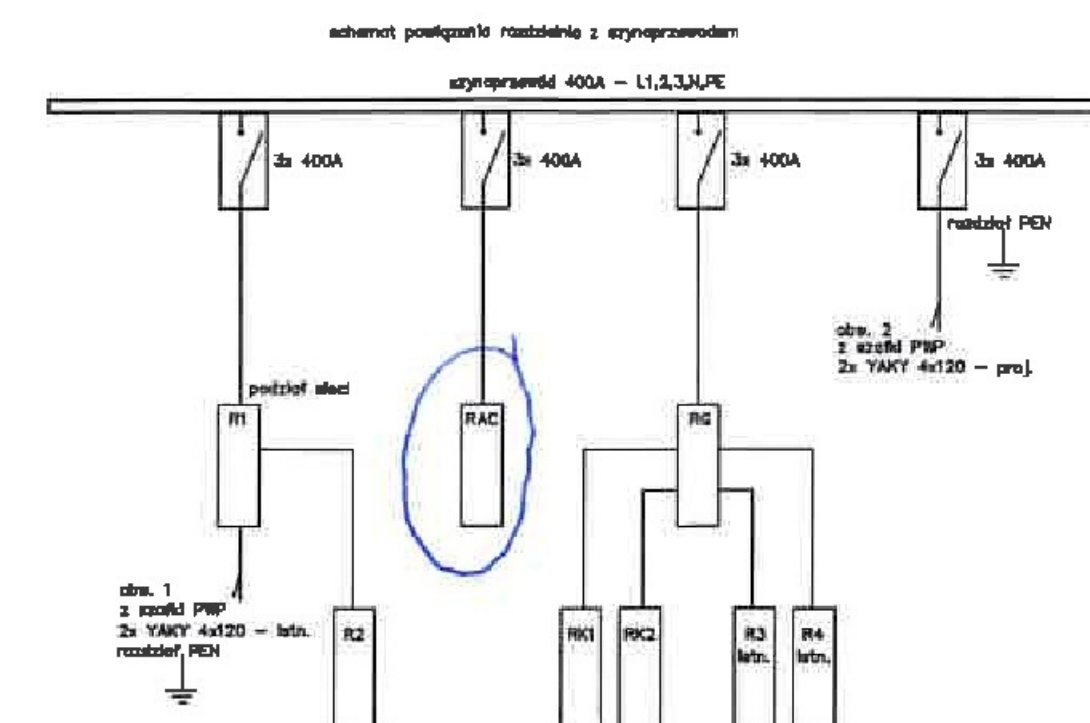 schemat powiązania rozdzielnic z szynoprzewodem
szynoprzewód 400A – L1,2,3,N,PE
3x 400A
3x 400A
3x 400A
3x 400A
rozdział PEN
obw. 2
z szafki PWP
2x YAKY 4x120 – proj.
podział sieci
R1
RAC
RG
obw. 1
z szafki PWP
2x YAKY 4x120 – istn.
rozdział PEN
R2
RK1
RK2
R3
istn.
R4
istn.